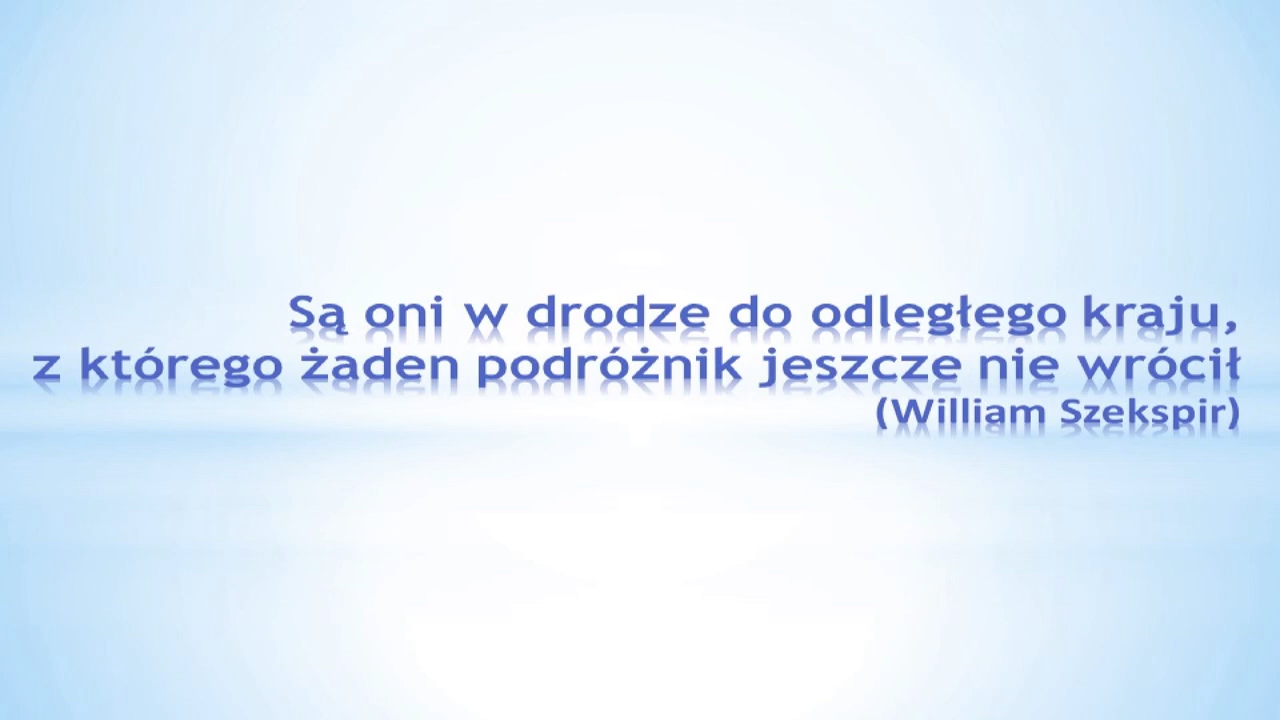 Są oni w drodze do odległego kraju,
z którego żaden podróżnik jeszcze nie wrócił
(William Szekspir)